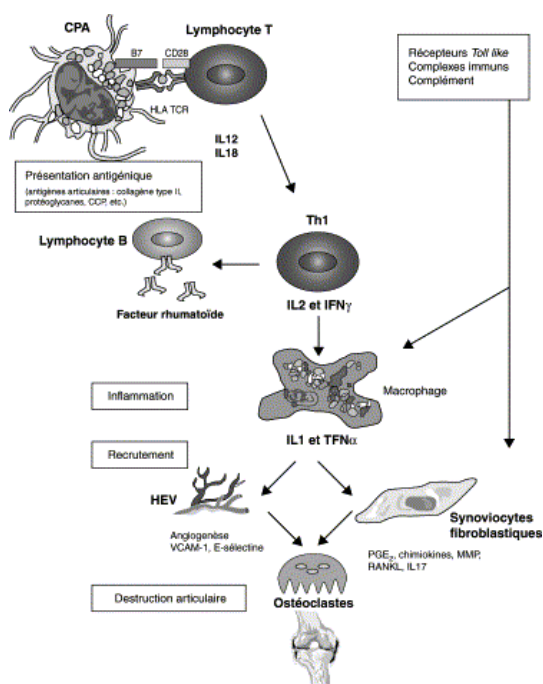 CPA
Lymphocyte T
B7
CD28
HLA TCR
Récepteurs Toll like
Complexes immuns
Complément
IL12
IL18
Présentation antigénique
(antigènes articulaires : collagène type II,
protéoglycanes, CCP, etc.)
Th1
Lymphocyte B
Facteur rhumatoïde
IL2 et IFNγ
Inflammation
Macrophage
IL1 et TFNα
Recrutement
HEV
Synoviocytes
fibroblastiques
Angiogenèse
VCAM-1, E-sélectine
PGE2, chimiokines, MMP,
RANKL, IL17
Destruction articulaire
Ostéoclastes